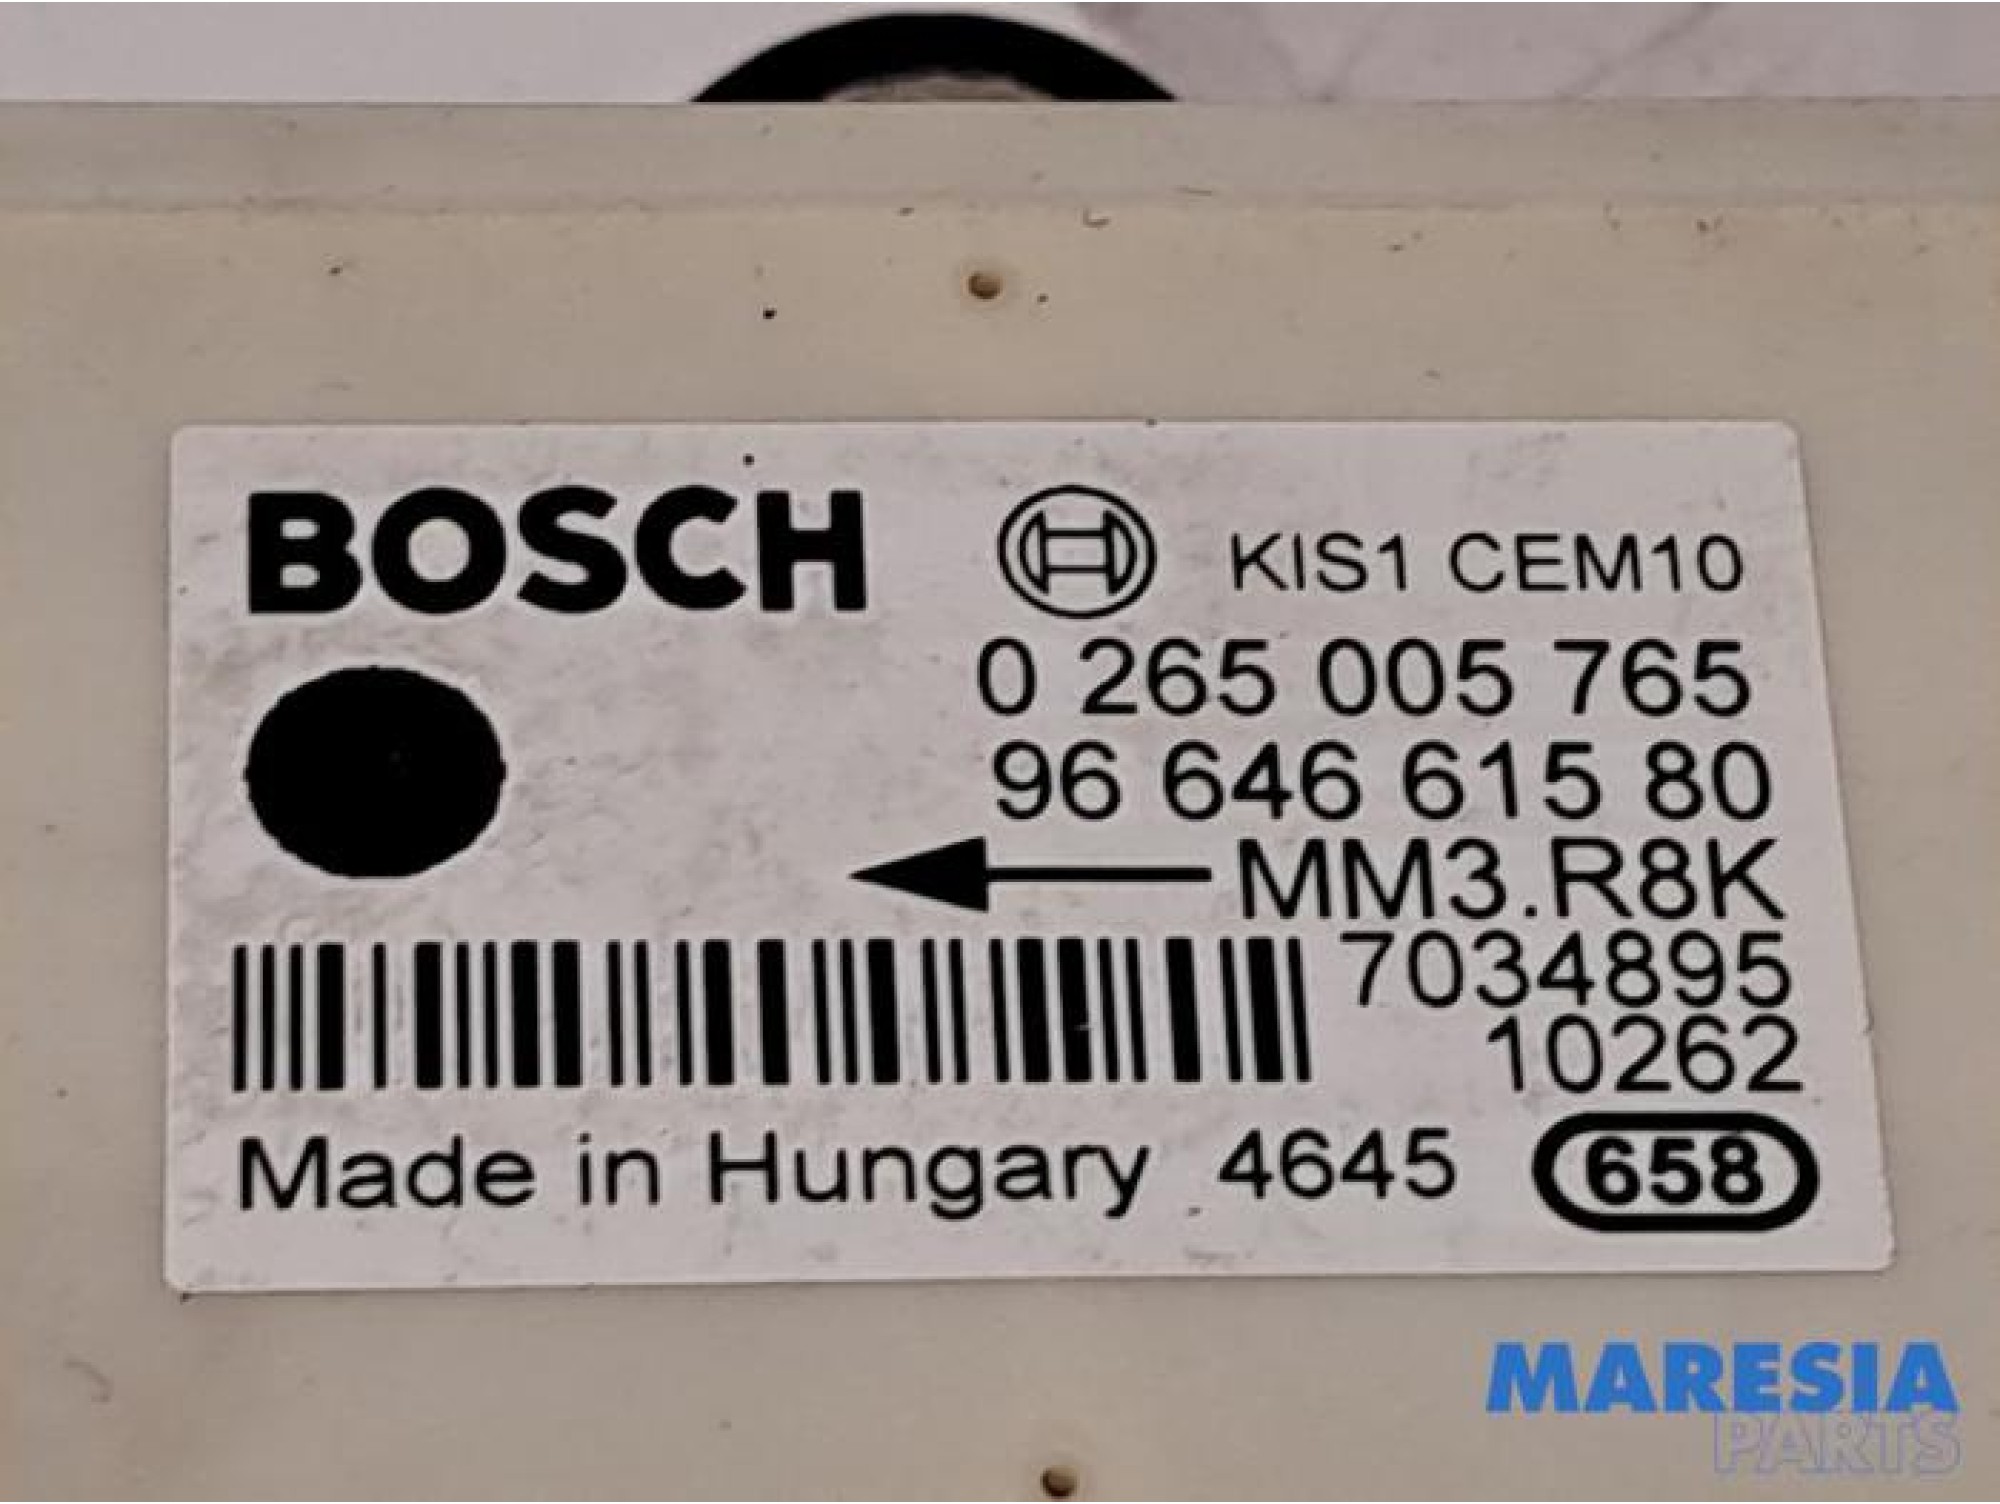 BOSCH KIS1 CEM10
0 265 005 765
96 646 615 80
MM3.R8K
7034895
10262
Made in Hungary 4645 658
MARESIA
PARTS